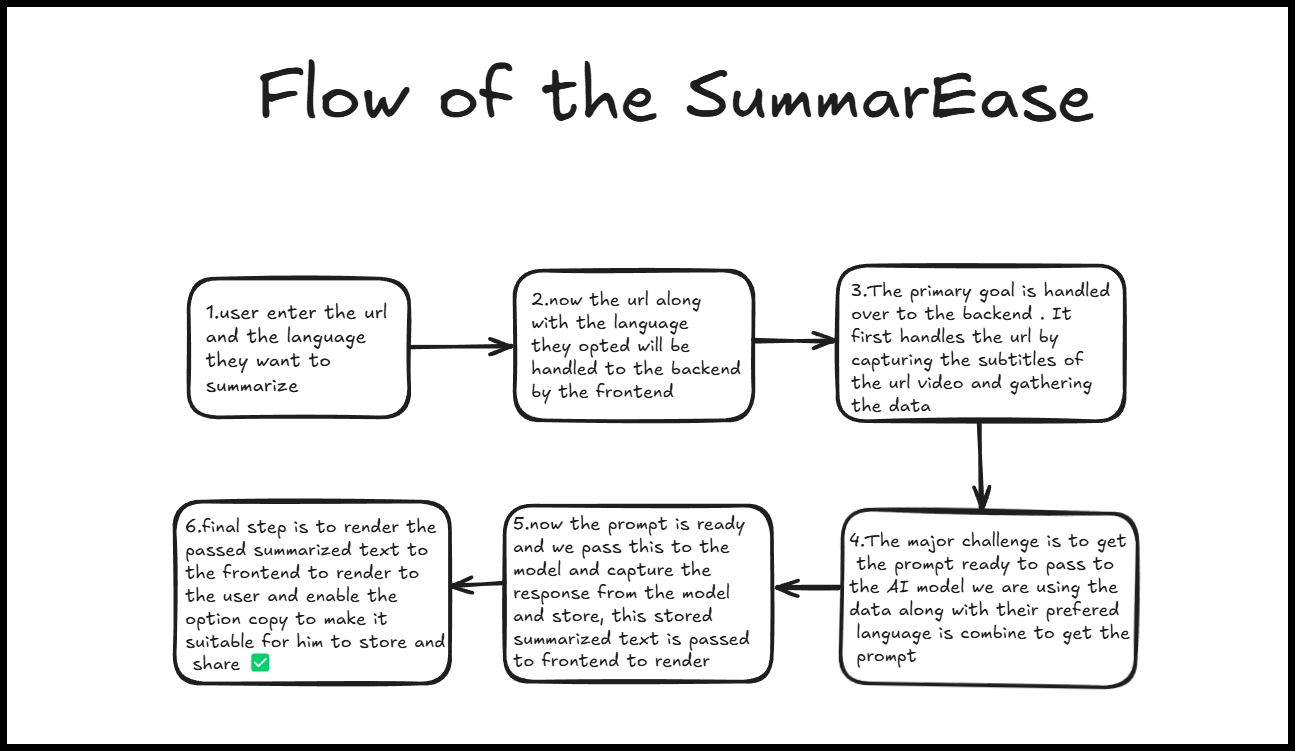 Flow of the SummarEase
1.user enter the url
and the language
they want to
summarize
2.now the url along
with the language
they opted will be
handled to the backend
by the frontend
3.The primary goal is handled
over to the backend . It
first handles the url by
capturing the subtitles of
the url video and gathering
the data
4.The major challenge is to get
the prompt ready to pass to
the AI model we are using the
data along with their prefered
language is combine to get the
prompt
5.now the prompt is ready
and we pass this to the
model and capture the
response from the model
and store, this stored
summarized text is passed
to frontend to render
6.final step is to render the
passed summarized text to
the frontend to render to
the user and enable the
option copy to make it
suitable for him to store and
share ✅